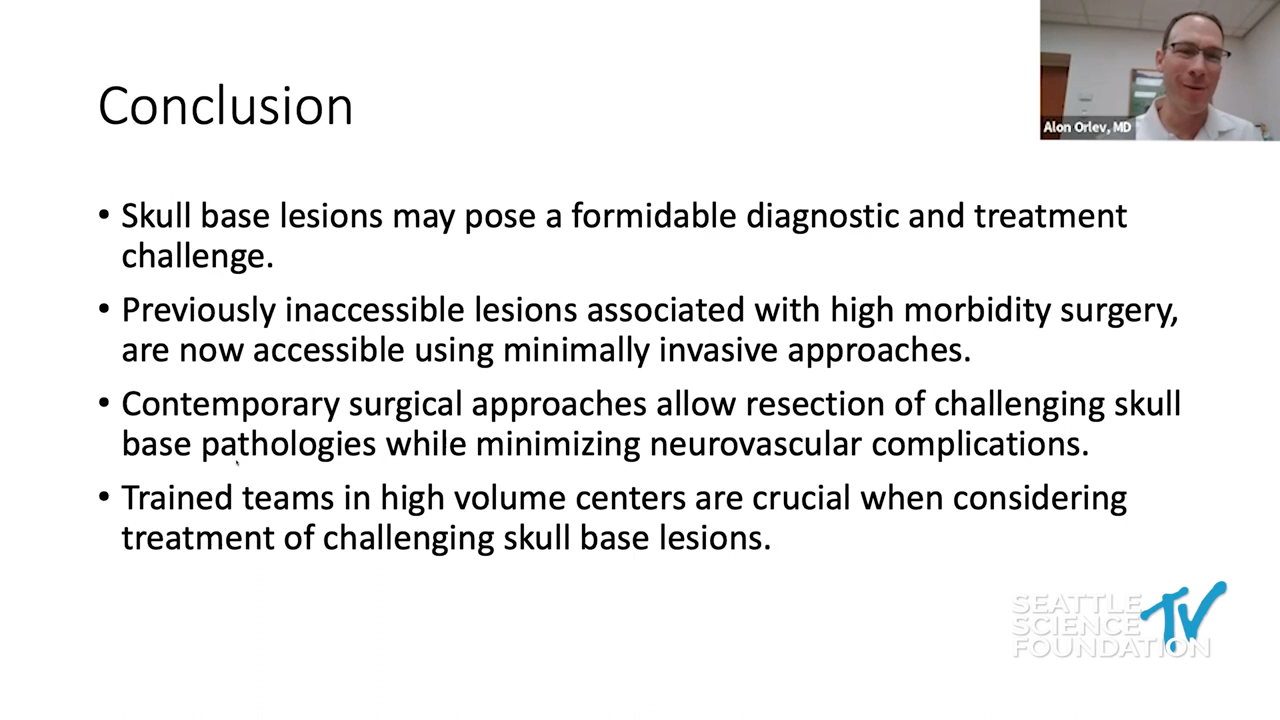 Conclusion
Alon Orlev, MD
• Skull base lesions may pose a formidable diagnostic and treatment
challenge.
• Previously inaccessible lesions associated with high morbidity surgery,
are now accessible using minimally invasive approaches.
• Contemporary surgical approaches allow resection of challenging skull
base pathologies while minimizing neurovascular complications.
• Trained teams in high volume centers are crucial when considering
treatment of challenging skull base lesions.
SEATTLE
SCIENCE
FOUNDATION
TV